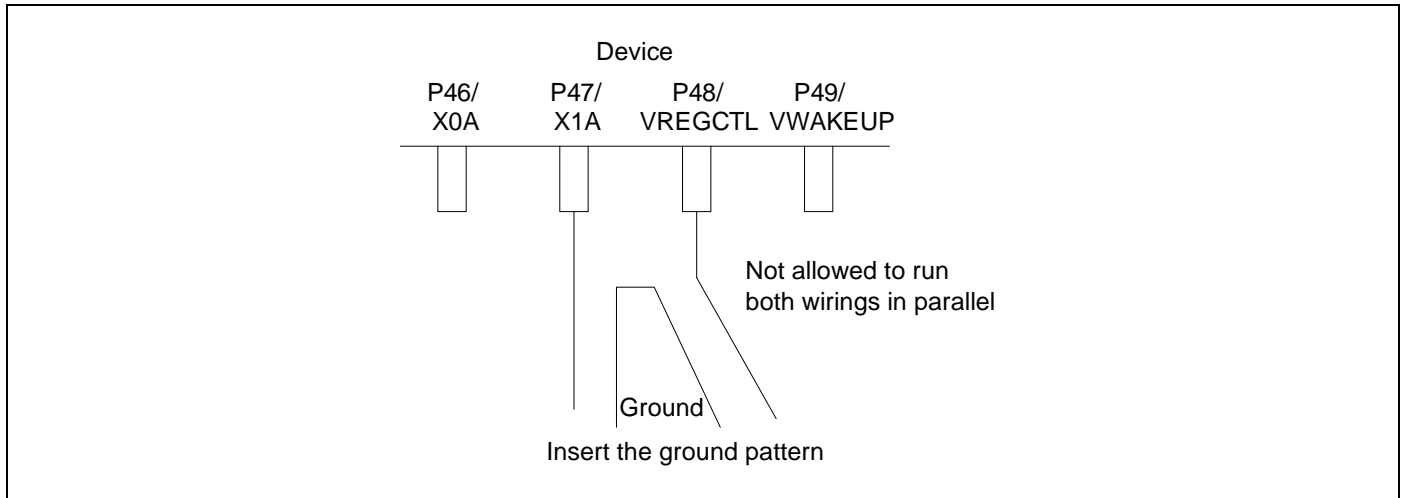 Device
P46/ P47/ P48/ P49/
X0A X1A VREGCTL VWAKEUP
Not allowed to run
both wirings in parallel
Ground
Insert the ground pattern